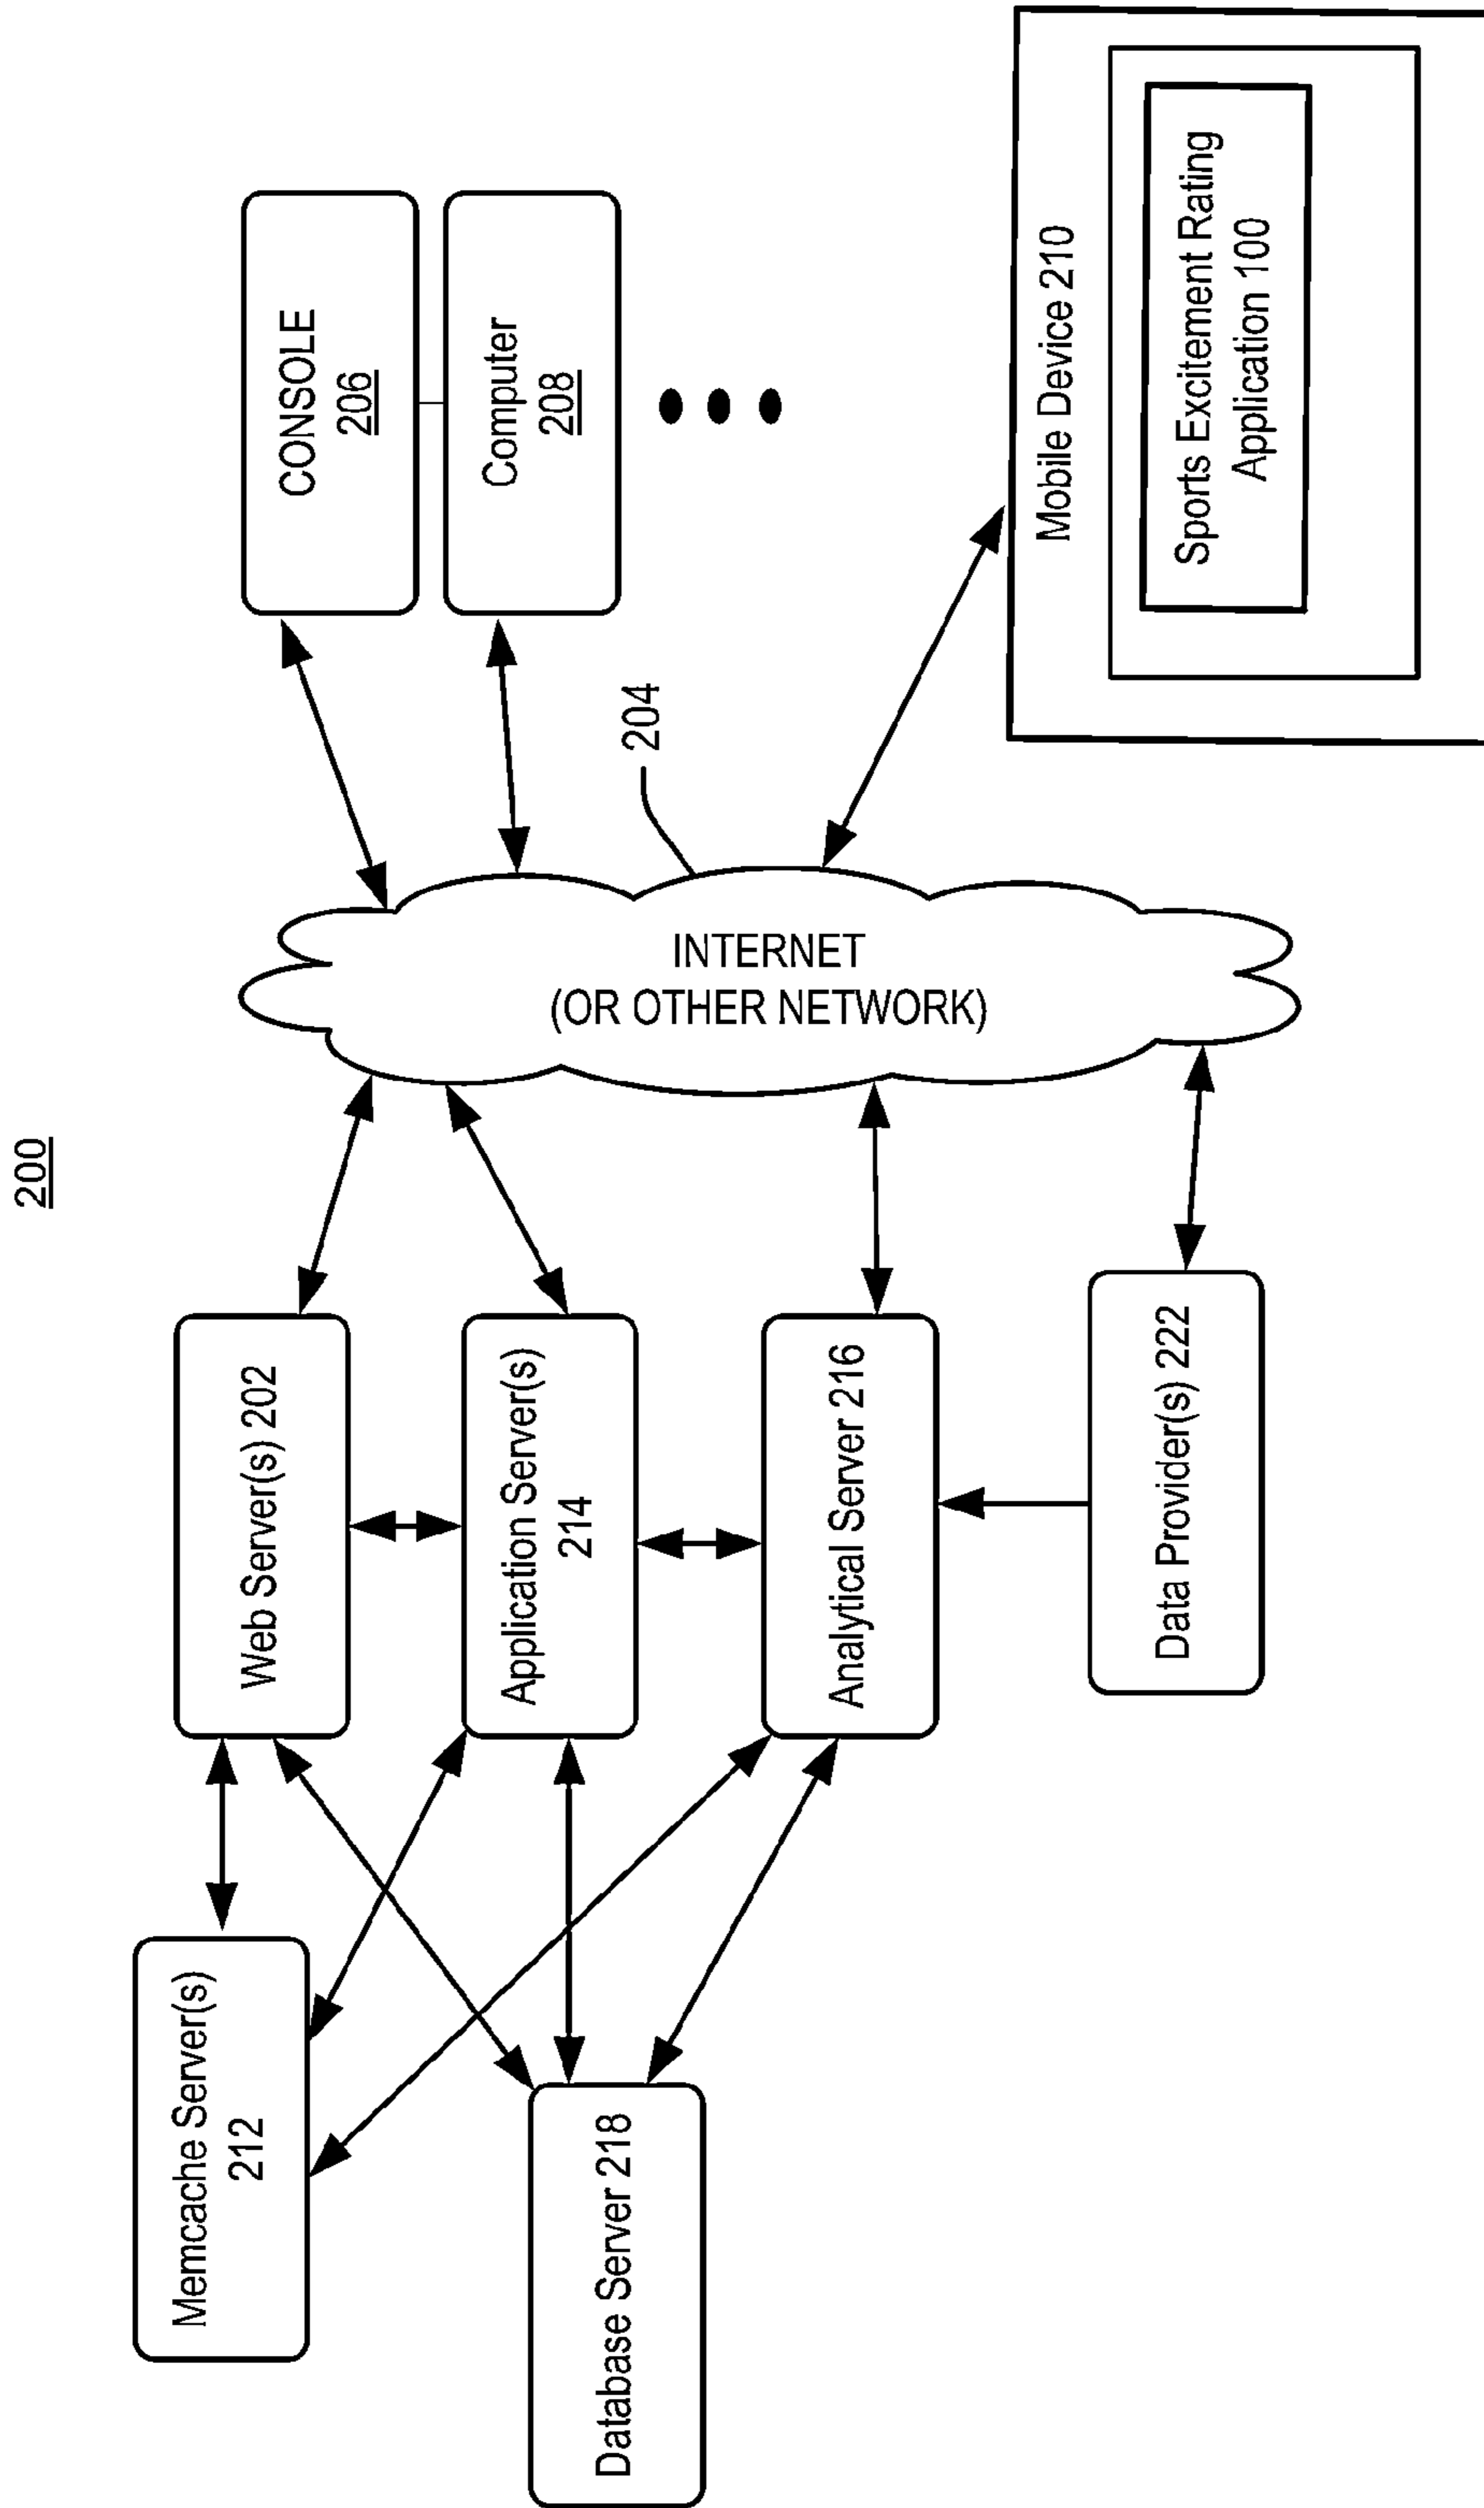 200
Memcache Server(s)
212
Database Server 218
Web Server(s) 202
Application Server(s)
214
Analytical Server 216
Data Provider(s) 222
INTERNET
(OR OTHER NETWORK)
204
CONSOLE
206
Computer
208
Mobile Device 210
Sports Excitement Rating
Application 100